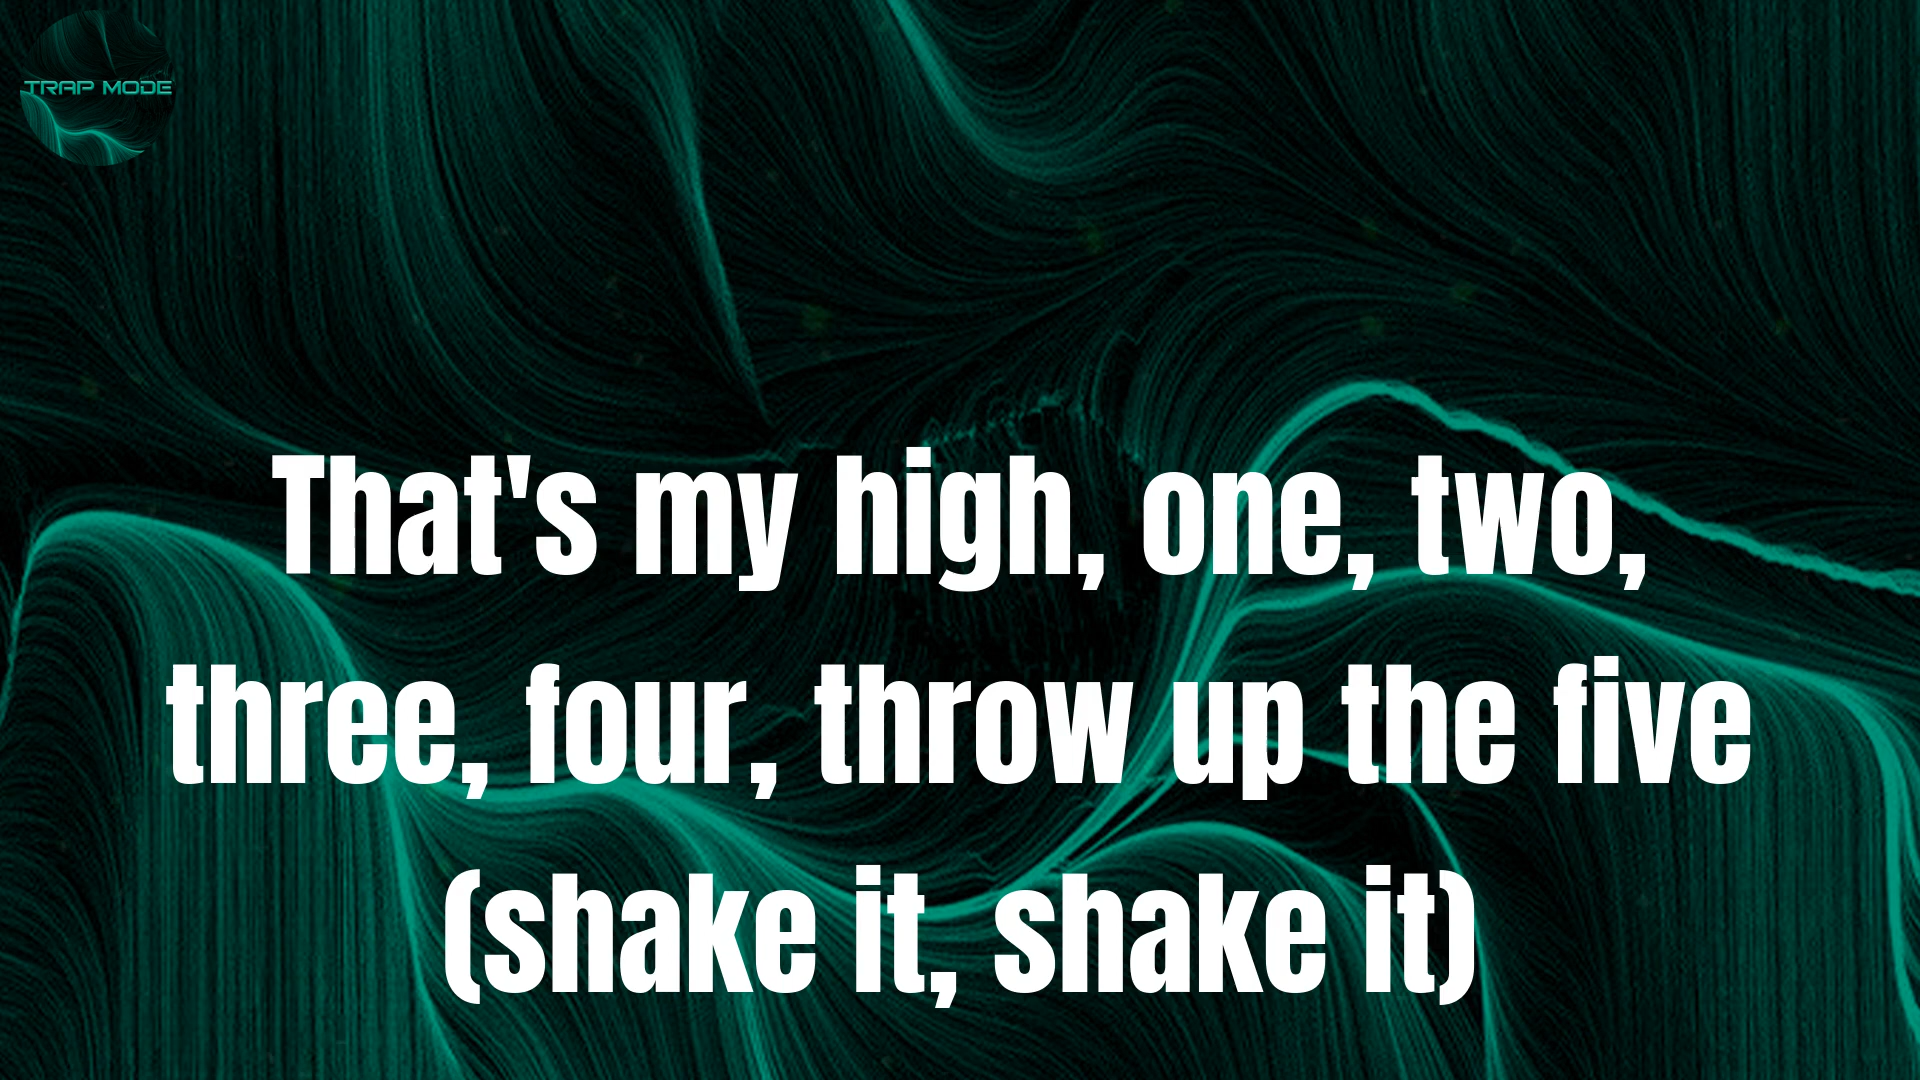 TRAP MODE
That's my high, one, two,
three, four, throw up the five
(shake it, shake it)